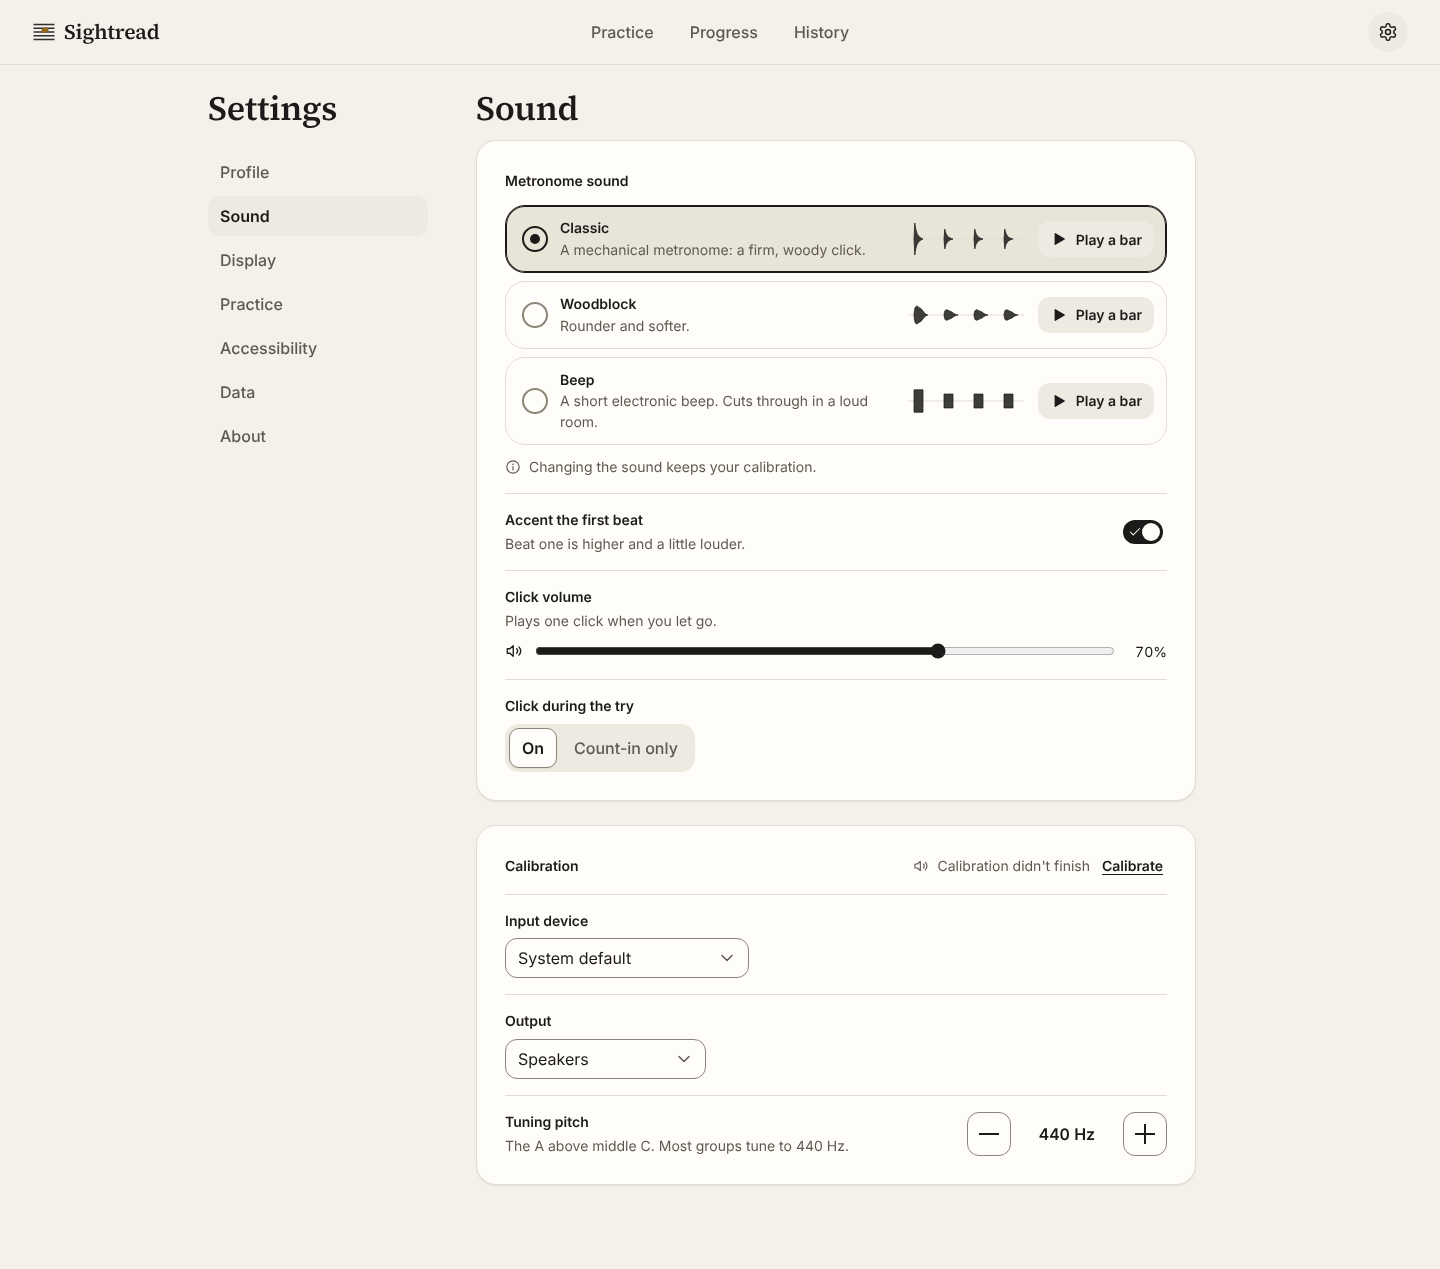 Sightread
Practice
Progress
History
Settings
Profile
Sound
Display
Practice
Accessibility
Data
About
Sound
Metronome sound
Classic
A mechanical metronome: a firm, woody click.
Play a bar
Woodblock
Rounder and softer.
Play a bar
Beep
A short electronic beep. Cuts through in a loud
room.
Play a bar
Changing the sound keeps your calibration.
Accent the first beat
Beat one is higher and a little louder.
Click volume
Plays one click when you let go.
70%
Click during the try
On
Count-in only
Calibration
Calibration didn't finish
Calibrate
Input device
System default
Output
Speakers
Tuning pitch
The A above middle C. Most groups tune to 440 Hz.
440 Hz